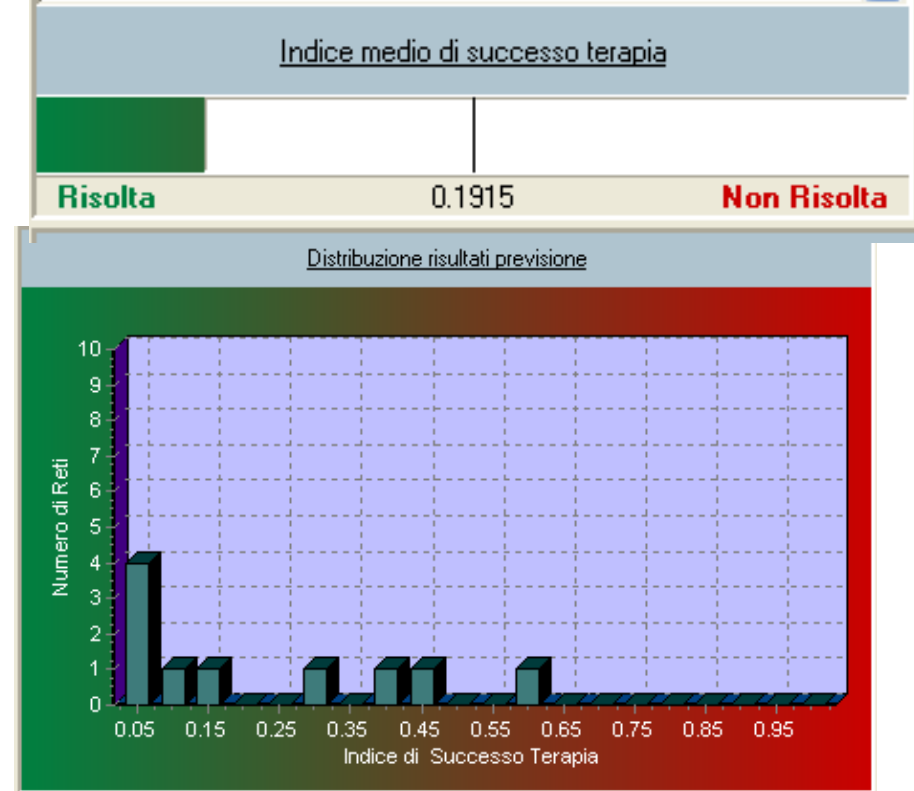 Indice medio di successo terapia
Risolta 0.1915 Non Risolta
Distribuzione risultati previsione
10
9
8
7
6
5
4
3
2
1
0
Numero di Reti
0.05 0.15 0.25 0.35 0.45 0.55 0.65 0.75 0.85 0.95
Indice di Successo Terapia